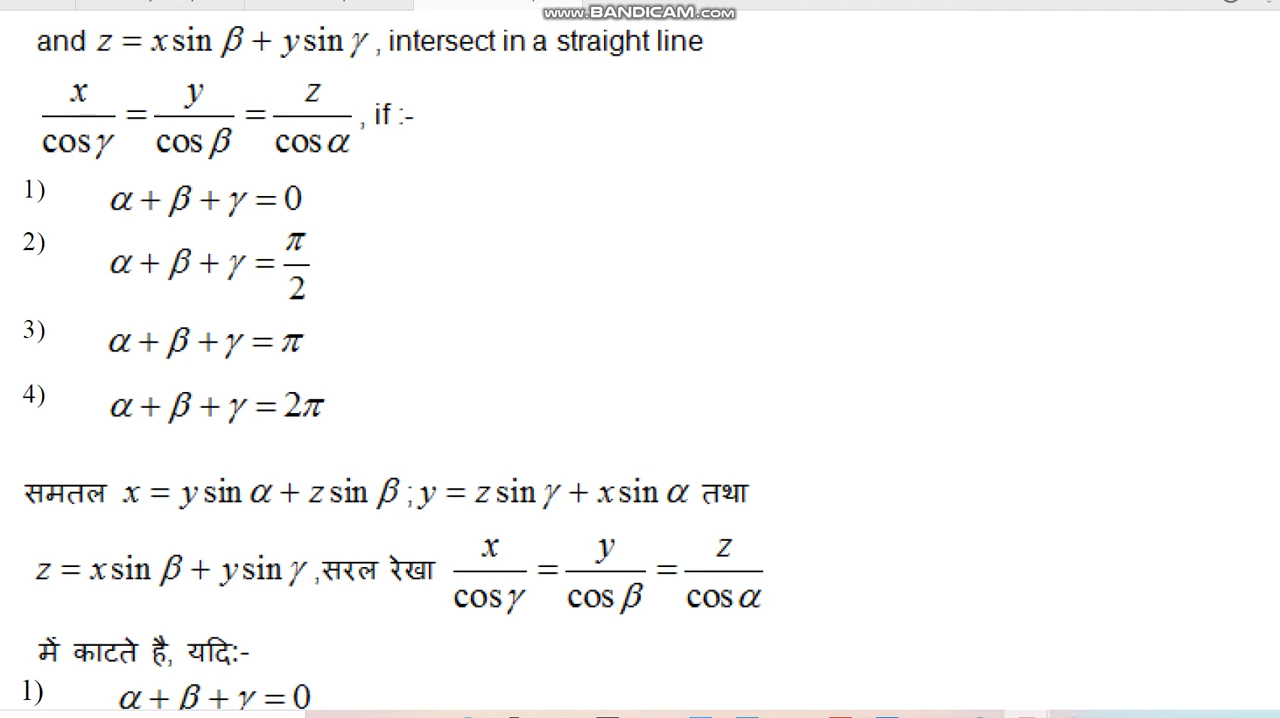 www.BANDICAM.com
and z = x sin β + y sin γ , intersect in a straight line
x/cos γ = y/cos β = z/cos α , if :-
1) α + β + γ = 0
2) α + β + γ = π/2
3) α + β + γ = π
4) α + β + γ = 2π
समतल x = y sin α + z sin β ; y = z sin γ + x sin α तथा
z = x sin β + y sin γ ,सरल रेखा x/cos γ = y/cos β = z/cos α
में काटते है, यदि:-
1) α + β + γ = 0